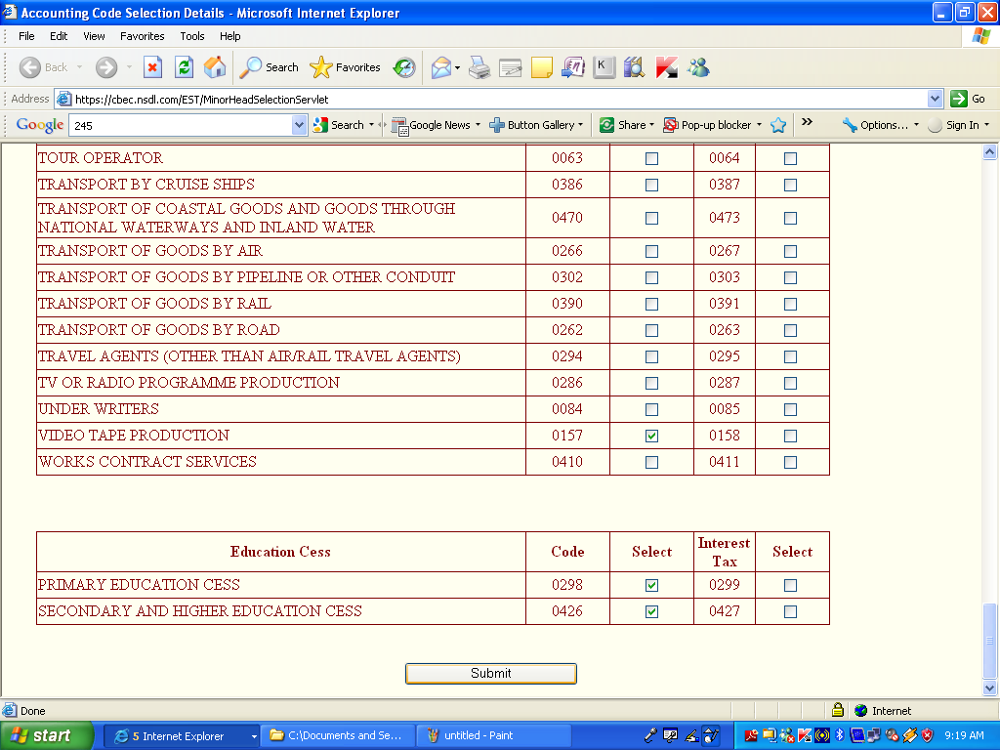 Accounting Code Selection Details - Microsoft Internet Explorer
File Edit View Favorites Tools Help
Back Search Favorites
Address https://cbec.nsdl.com/EST/MinorHeadSelectionServlet Go
Google 245 Search Google News Button Gallery Share Pop-up blocker » Options... Sign In
TOUR OPERATOR 0063 0064
TRANSPORT BY CRUISE SHIPS 0386 0387
TRANSPORT OF COASTAL GOODS AND GOODS THROUGH
NATIONAL WATERWAYS AND INLAND WATER 0470 0473
TRANSPORT OF GOODS BY AIR 0266 0267
TRANSPORT OF GOODS BY PIPELINE OR OTHER CONDUIT 0302 0303
TRANSPORT OF GOODS BY RAIL 0390 0391
TRANSPORT OF GOODS BY ROAD 0262 0263
TRAVEL AGENTS (OTHER THAN AIR/RAIL TRAVEL AGENTS) 0294 0295
TV OR RADIO PROGRAMME PRODUCTION 0286 0287
UNDER WRITERS 0084 0085
VIDEO TAPE PRODUCTION 0157 0158
WORKS CONTRACT SERVICES 0410 0411
Education Cess Code Select Interest Tax Select
PRIMARY EDUCATION CESS 0298 0299
SECONDARY AND HIGHER EDUCATION CESS 0426 0427
Submit
Done Internet
start 5 Internet Explorer C:\Documents and Se... untitled - Paint 9:19 AM